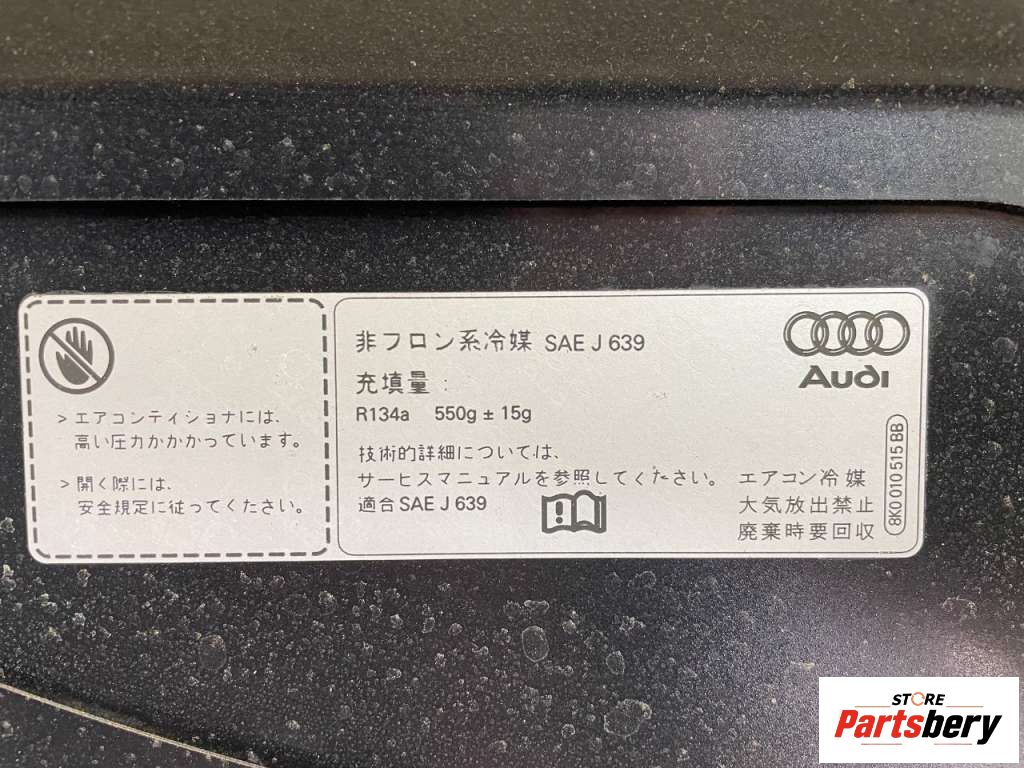 > エアコンディショナには、
高い圧力がかかっています。
> 開く際には、
安全規定に従ってください。
非フロン系冷媒 SAE J 639
充填量 :
R134a 550g ± 15g
技術的詳細については、
サービスマニュアルを参照してください。
適合 SAE J 639
Audi
エアコン冷媒
大気放出禁止
廃棄時要回収
8K0 010 515 BB
STORE
Partsbery